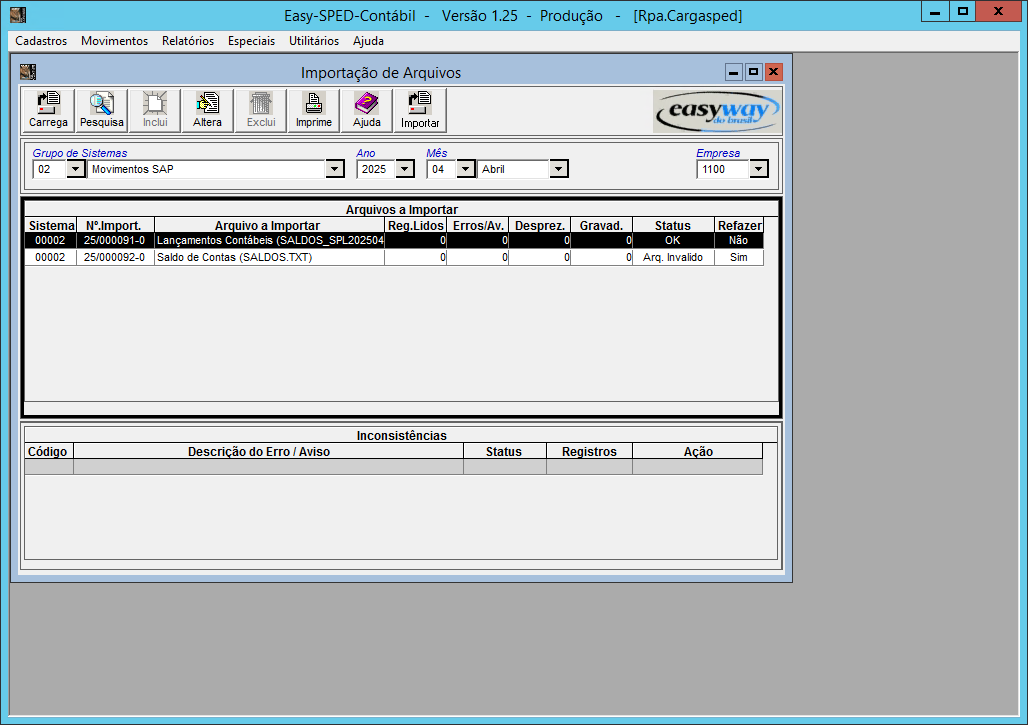 Easy-SPED-Contábil - Versão 1.25 - Produção - [Rpa.Cargasped]
Cadastros Movimentos Relatórios Especiais Utilitários Ajuda
Importação de Arquivos
Carrega Pesquisa Inclui Altera Exclui Imprime Ajuda Importar
easyway
do brasil
Grupo de Sistemas Ano Mês Empresa
02 Movimentos SAP 2025 04 Abril 1100
Arquivos a Importar
Sistema Nº.Import. Arquivo a Importar Reg.Lidos Erros/Av. Desprez. Gravad. Status Refazer
00002 25/000091-0 Lançamentos Contábeis (SALDOS_SPL202504 0 0 0 0 OK Não
00002 25/000092-0 Saldo de Contas (SALDOS.TXT) 0 0 0 0 Arq. Invalido Sim
Inconsistências
Código Descrição do Erro / Aviso Status Registros Ação